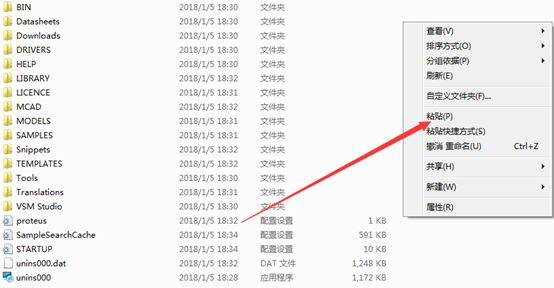 BIN 2018/1/5 18:30 文件夹
Datasheets 2018/1/5 18:30 文件夹
Downloads 2018/1/5 18:30 文件夹
DRIVERS 2018/1/5 18:30 文件夹
HELP 2018/1/5 18:30 文件夹
LIBRARY 2018/1/5 18:32 文件夹
LICENCE 2018/1/5 18:32 文件夹
MCAD 2018/1/5 18:31 文件夹
MODELS 2018/1/5 18:31 文件夹
SAMPLES 2018/1/5 18:31 文件夹
Snippets 2018/1/5 18:32 文件夹
TEMPLATES 2018/1/5 18:32 文件夹
Tools 2018/1/5 18:30 文件夹
Translations 2018/1/5 18:31 文件夹
VSM Studio 2018/1/5 18:30 文件夹
proteus 2018/1/5 18:32 配置设置 1 KB
SampleSearchCache 2018/1/5 18:34 配置设置 591 KB
STARTUP 2018/1/5 18:34 配置设置 10 KB
unins000.dat 2018/1/5 18:32 DAT 文件 1,248 KB
unins000 2018/1/5 18:28 应用程序 1,172 KB
查看(V)
排序方式(O)
分组依据(P)
刷新(E)
自定义文件夹(F)...
粘贴(P)
粘贴快捷方式(S)
撤消 重命名(U) Ctrl+Z
共享(H)
新建(W)
属性(R)